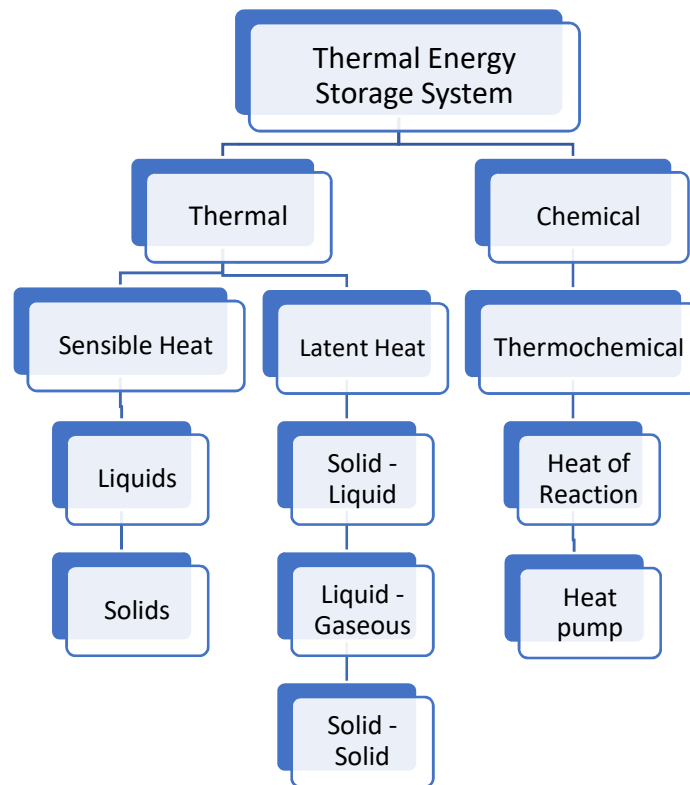 Thermal Energy
Storage System
Thermal
Chemical
Sensible Heat
Latent Heat
Thermochemical
Liquids
Solid -
Liquid
Heat of
Reaction
Solids
Liquid -
Gaseous
Heat
pump
Solid -
Solid